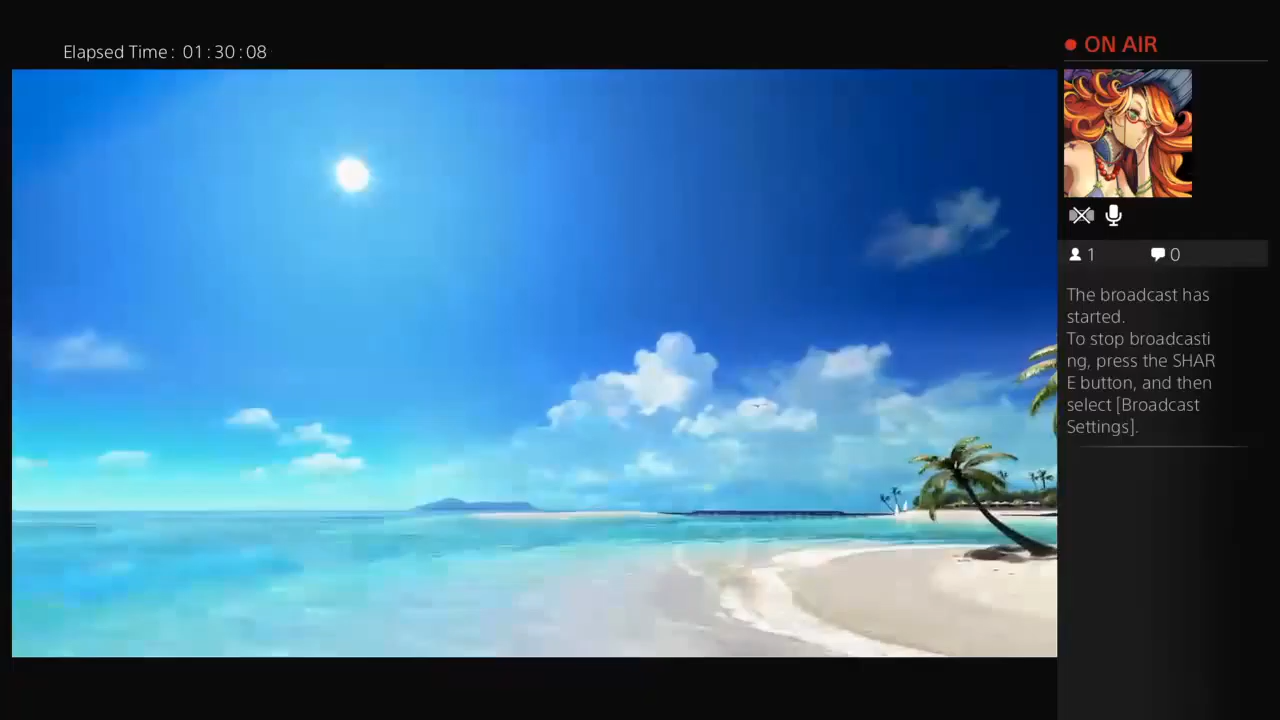 Elapsed Time: 01:30:08
ON AIR
1
0
The broadcast has
started.
To stop broadcasti
ng, press the SHAR
E button, and then
select [Broadcast
Settings].